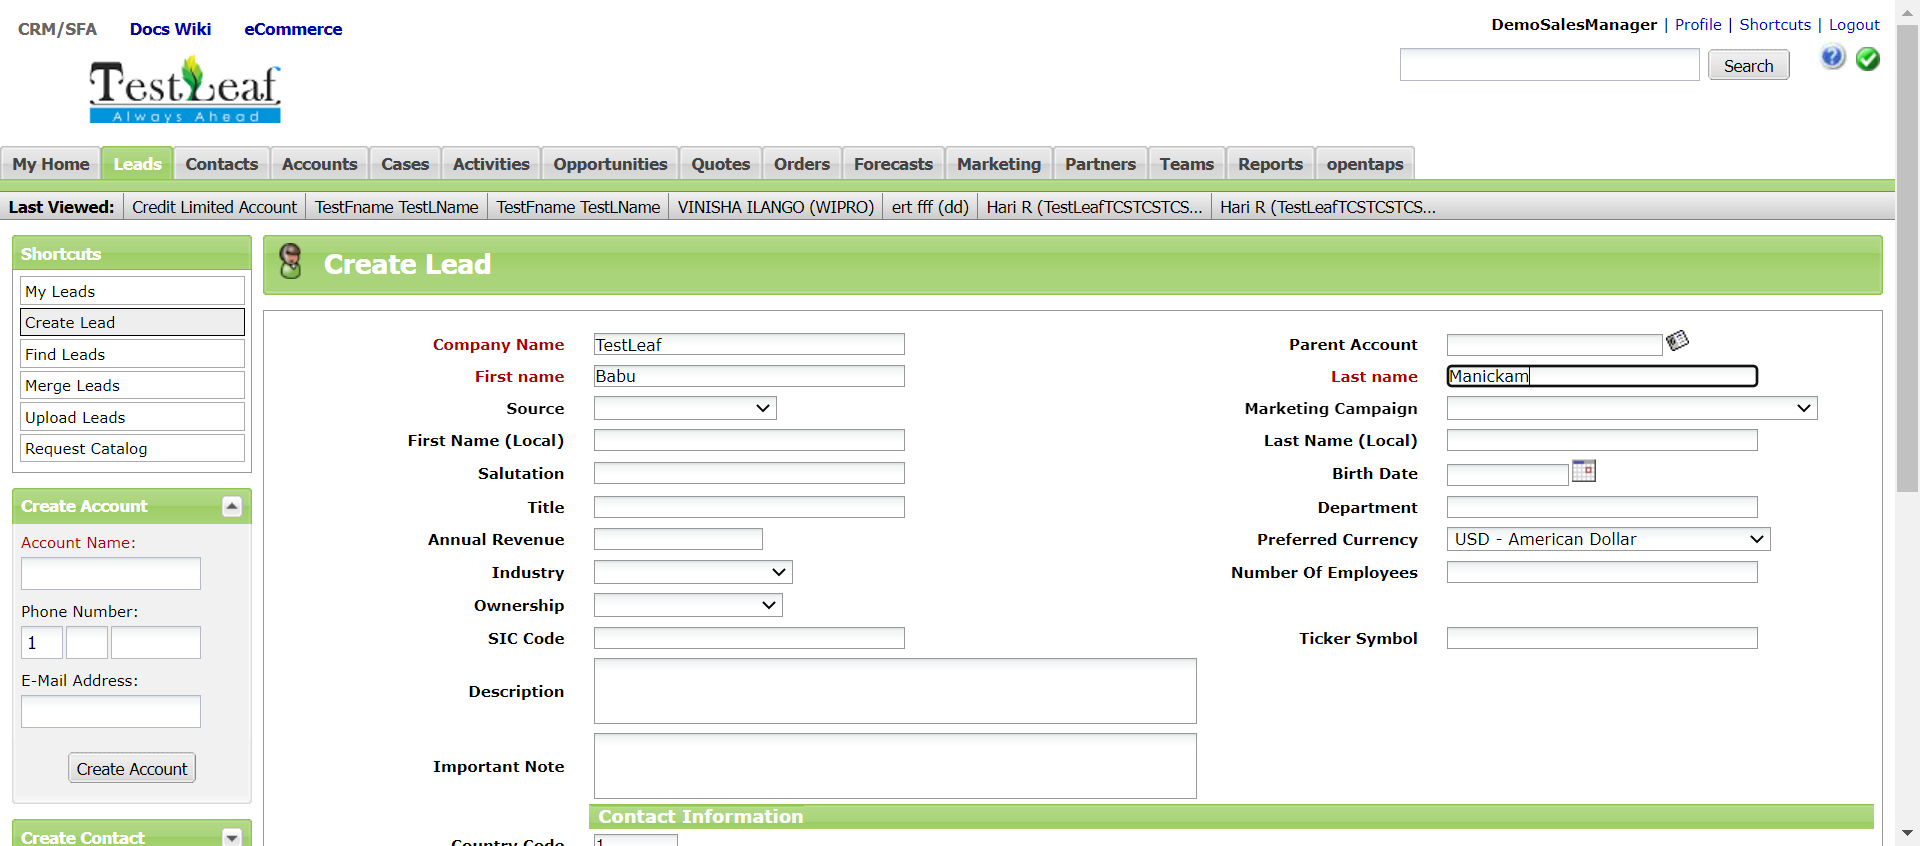 CRM/SFA Docs Wiki eCommerce
DemoSalesManager | Profile | Shortcuts | Logout
Search
TestLeaf
Always Ahead
My Home Leads Contacts Accounts Cases Activities Opportunities Quotes Orders Forecasts Marketing Partners Teams Reports opentaps
Last Viewed: Credit Limited Account TestFname TestLName TestFname TestLName VINISHA ILANGO (WIPRO) ert fff (dd) Hari R (TestLeafTCSTCSTCS... Hari R (TestLeafTCSTCSTCS...
Shortcuts
My Leads
Create Lead
Find Leads
Merge Leads
Upload Leads
Request Catalog
Create Account
Account Name:
Phone Number:
1
E-Mail Address:
Create Account
Create Contact
Create Lead
Company Name TestLeaf Parent Account
First name Babu Last name Manickam
Source Marketing Campaign
First Name (Local) Last Name (Local)
Salutation Birth Date
Title Department
Annual Revenue Preferred Currency USD - American Dollar
Industry Number Of Employees
Ownership
SIC Code Ticker Symbol
Description
Important Note
Contact Information
Country Code 1